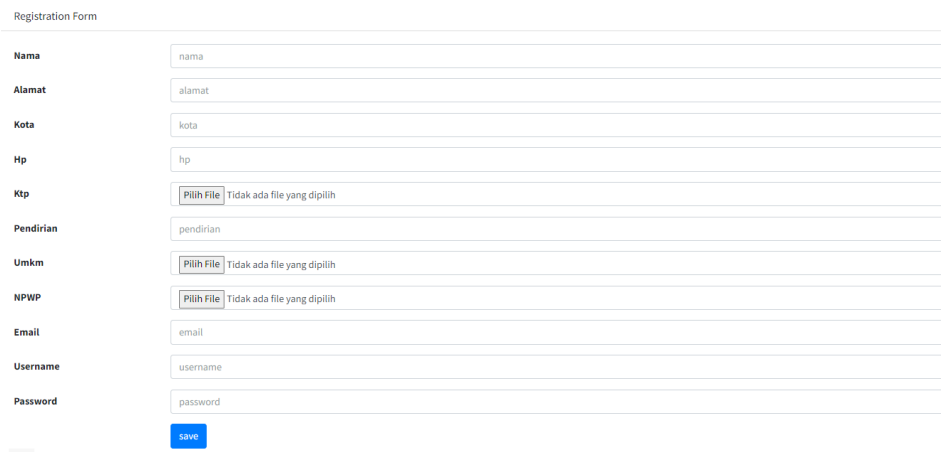 Registration Form
Nama nama
Alamat alamat
Kota kota
Hp hp
Ktp Pilih File Tidak ada file yang dipilih
Pendirian pendirian
Umkm Pilih File Tidak ada file yang dipilih
NPWP Pilih File Tidak ada file yang dipilih
Email email
Username username
Password password
save